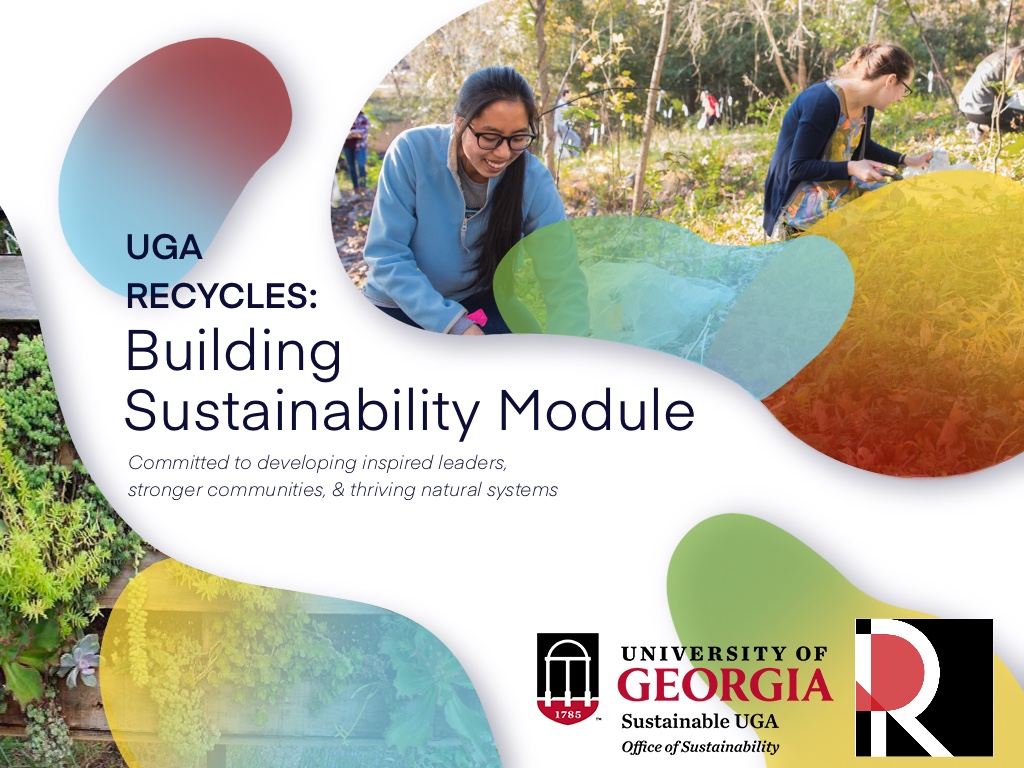 UGA
RECYCLES:
Building
Sustainability Module
Committed to developing inspired leaders,
stronger communities, & thriving natural systems
1785
™
UNIVERSITY OF
GEORGIA
Sustainable UGA
Office of Sustainability
R